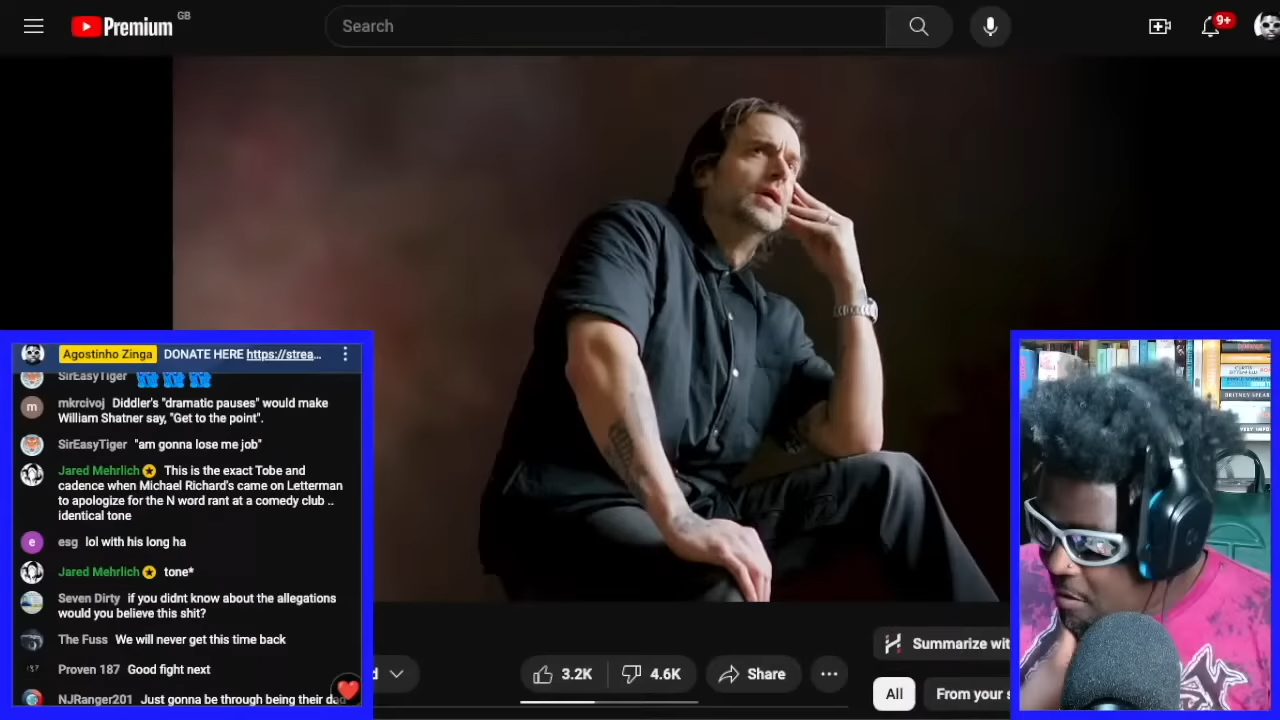 Premium GB
Search
9+
Agostinho Zinga DONATE HERE https://strea...
SirEasyTiger
mkrcivoj Diddler's "dramatic pauses" would make
William Shatner say, "Get to the point".
SirEasyTiger "am gonna lose me job"
Jared Mehrlich This is the exact Tobe and
cadence when Michael Richard's came on Letterman
to apologize for the N word rant at a comedy club ..
identical tone
esg lol with his long ha
Jared Mehrlich tone*
Seven Dirty if you didnt know about the allegations
would you believe this shit?
The Fuss We will never get this time back
Proven 187 Good fight next
NJRanger201 Just gonna be through being their dad
d
3.2K
4.6K
Share
...
Summarize wit
All
From your s
BRITNEY SPEAR